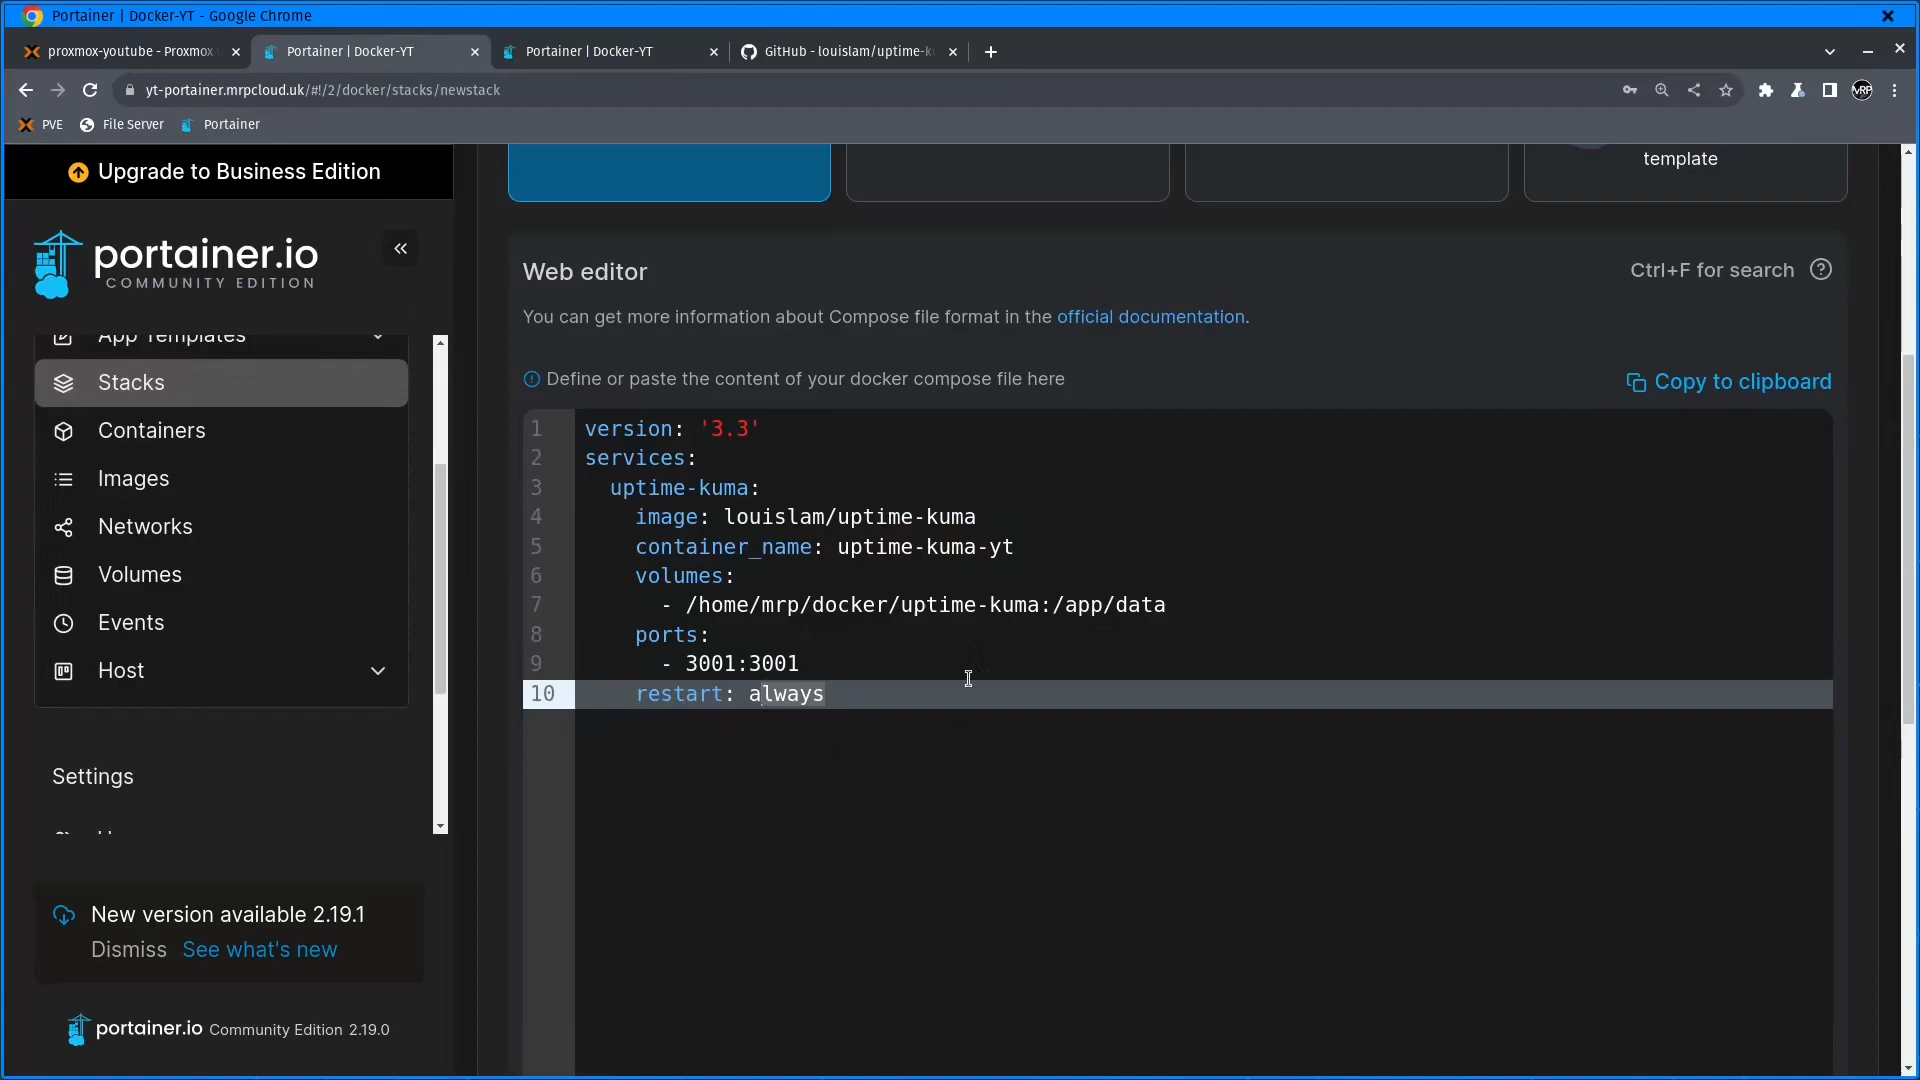 Portainer | Docker-YT - Google Chrome
proxmox-youtube - Proxmox
Portainer | Docker-YT
Portainer | Docker-YT
GitHub - louislam/uptime-k
yt-portainer.mrpcloud.uk/#!/2/docker/stacks/newstack
PVE
File Server
Portainer
Upgrade to Business Edition
portainer.io
COMMUNITY EDITION
App Templates
Stacks
Containers
Images
Networks
Volumes
Events
Host
Settings
New version available 2.19.1
Dismiss See what's new
portainer.io Community Edition 2.19.0
template
Web editor
Ctrl+F for search
You can get more information about Compose file format in the official documentation.
Define or paste the content of your docker compose file here
Copy to clipboard
1 version: '3.3'
2 services:
3 uptime-kuma:
4 image: louislam/uptime-kuma
5 container_name: uptime-kuma-yt
6 volumes:
7 - /home/mrp/docker/uptime-kuma:/app/data
8 ports:
9 - 3001:3001
10 restart: always